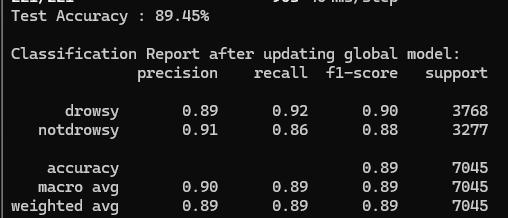 Test Accuracy : 89.45%
Classification Report after updating global model:
precision recall f1-score support
drowsy 0.89 0.92 0.90 3768
notdrowsy 0.91 0.86 0.88 3277
accuracy 0.89 7045
macro avg 0.90 0.89 0.89 7045
weighted avg 0.89 0.89 0.89 7045